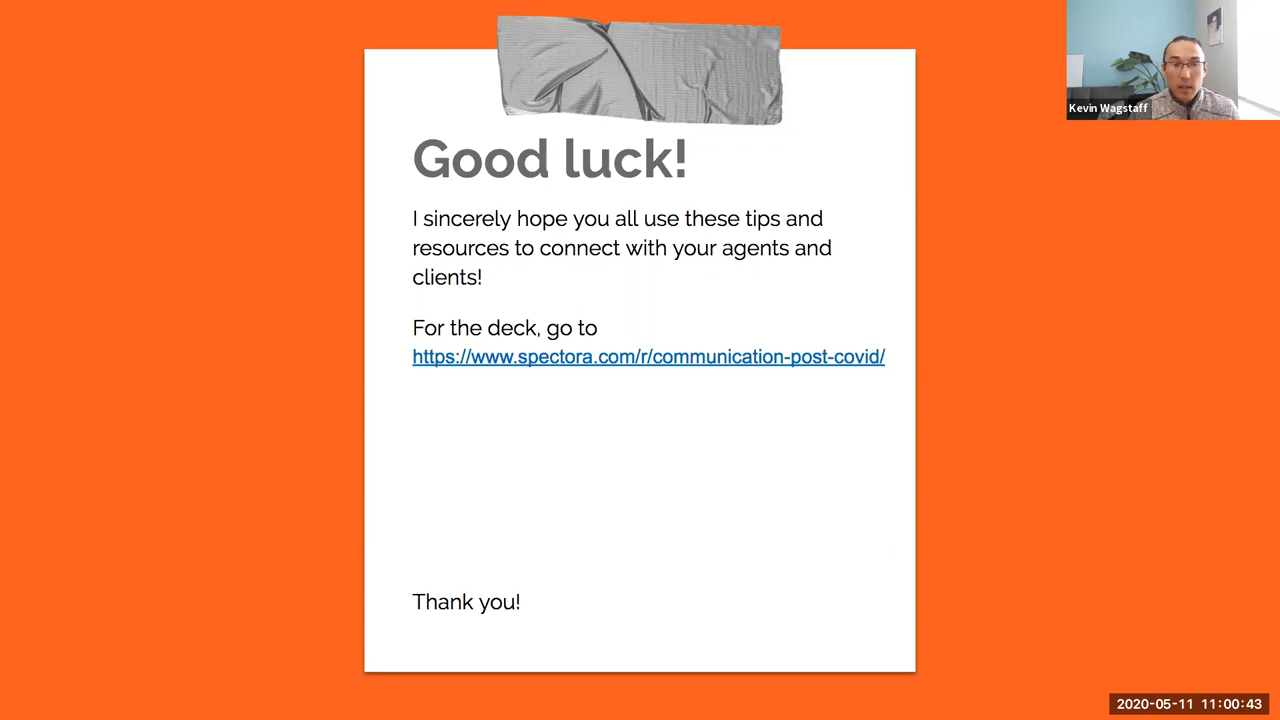 Good luck!
I sincerely hope you all use these tips and
resources to connect with your agents and
clients!
For the deck, go to
https://www.spectora.com/r/communication-post-covid/
Thank you!
Kevin Wagstaff
2020-05-11 11:00:43